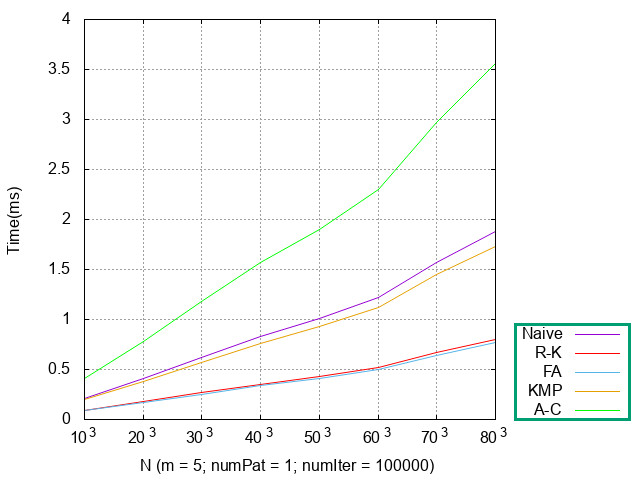 4
3.5
3
2.5
2
1.5
1
0.5
0
Time(ms)
10 3 20 3 30 3 40 3 50 3 60 3 70 3 80 3
N (m = 5; numPat = 1; numIter = 100000)
Naive
R-K
FA
KMP
A-C